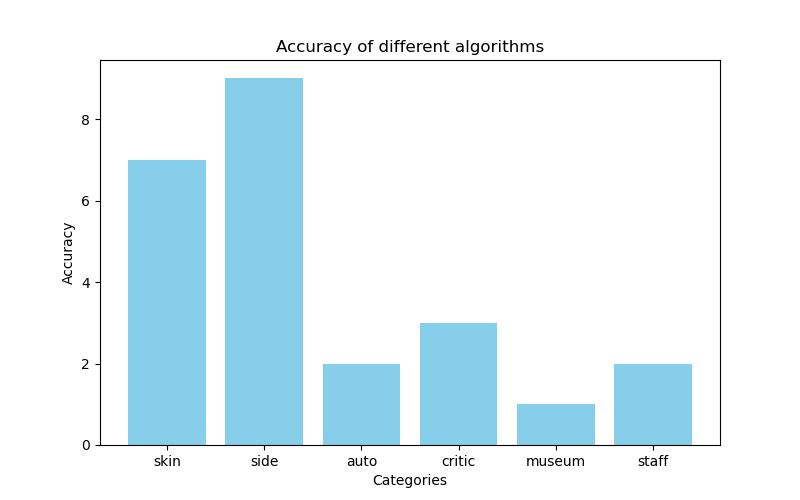 Accuracy of different algorithms
Accuracy
8
6
4
2
0
skin side auto critic museum staff
Categories